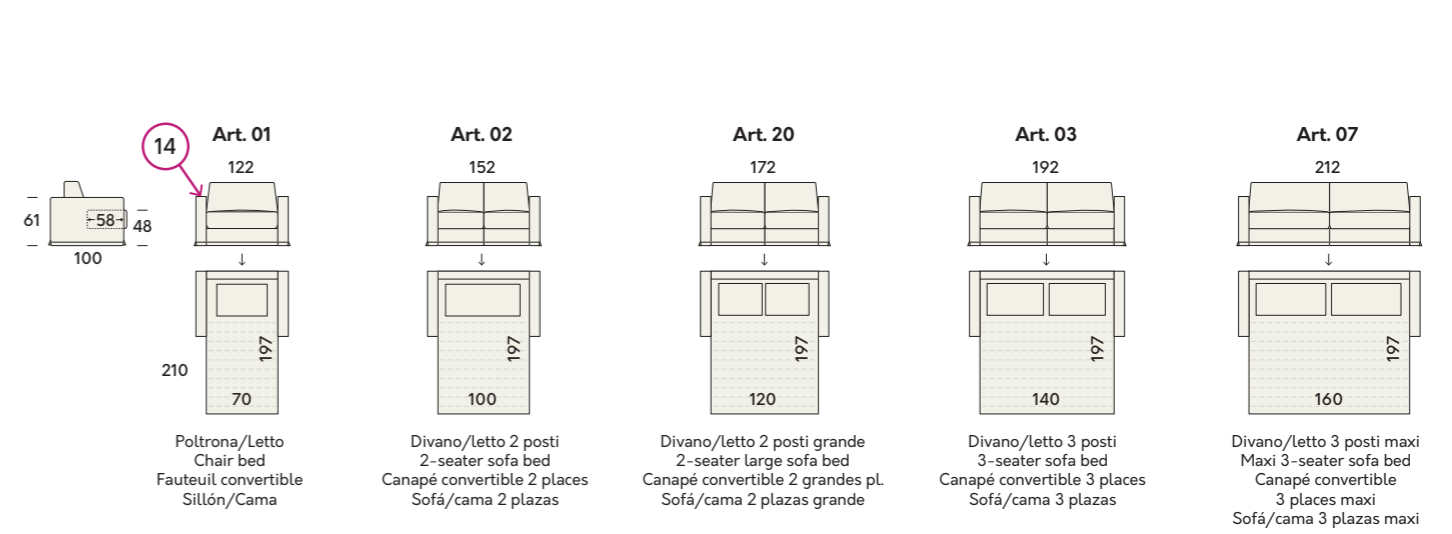 14
Art. 01
122
61
58
48
100
210
197
70
Poltrona/Letto
Chair bed
Fauteuil convertible
Sillón/Cama
Art. 02
152
197
100
Divano/letto 2 posti
2-seater sofa bed
Canapé convertible 2 places
Sofá/cama 2 plazas
Art. 20
172
197
120
Divano/letto 2 posti grande
2-seater large sofa bed
Canapé convertible 2 grandes pl.
Sofá/cama 2 plazas grande
Art. 03
192
197
140
Divano/letto 3 posti
3-seater sofa bed
Canapé convertible 3 places
Sofá/cama 3 plazas
Art. 07
212
197
160
Divano/letto 3 posti maxi
Maxi 3-seater sofa bed
Canapé convertible
3 places maxi
Sofá/cama 3 plazas maxi